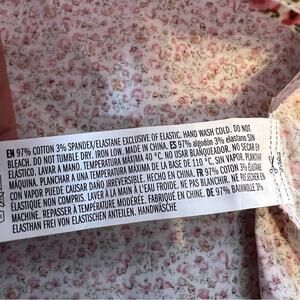 EN 97% COTTON 3% SPANDEX/ELASTANE EXCLUSIVE OF ELASTIC. HAND WASH COLD. DO NOT
BLEACH. DO NOT TUMBLE DRY. IRON LOW. MADE IN CHINA. ES 97% algodón 3% elastano SIN
ELÁSTICO. LAVAR A MANO. TEMPERATURA MÁXIMA 40 °C. NO USAR BLANQUEADOR. NO SECAR EN
MÁQUINA. PLANCHAR A UNA TEMPERATURA MÁXIMA DE LA BASE DE 110 °C, SIN VAPOR. PLANCHAR
CON VAPOR PUEDE CAUSAR DAÑO IRREVERSIBLE. HECHO EN CHINA. FR 97% COTON 3% ÉLASTANNE
ÉLASTIQUE NON COMPRIS. LAVER À LA MAIN À L'EAU FROIDE. NE PAS BLANCHIR. NE PAS SÉCHER EN
MACHINE. REPASSER À TEMPÉRATURE MODÉRÉE. FABRIQUÉ EN CHINE. DE 97% BAUMWOLLE 3%
ELASTHAN FREI VON ELASTISCHEN ANTEILEN. HANDWÄSCHE